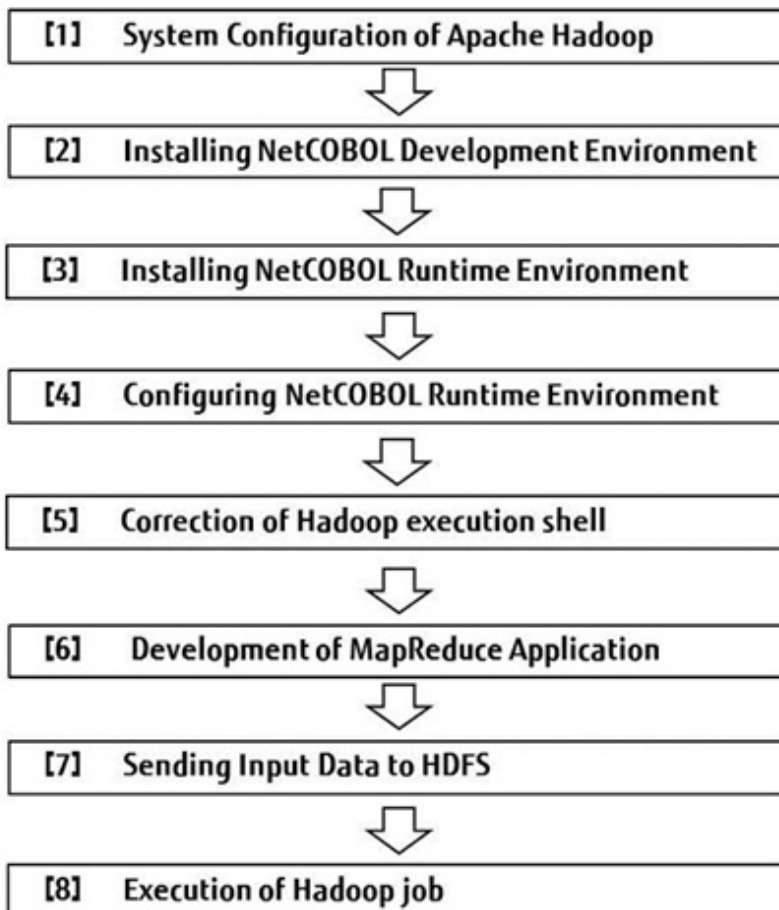 [1] System Configuration of Apache Hadoop
[2] Installing NetCOBOL Development Environment
[3] Installing NetCOBOL Runtime Environment
[4] Configuring NetCOBOL Runtime Environment
[5] Correction of Hadoop execution shell
[6] Development of MapReduce Application
[7] Sending Input Data to HDFS
[8] Execution of Hadoop job